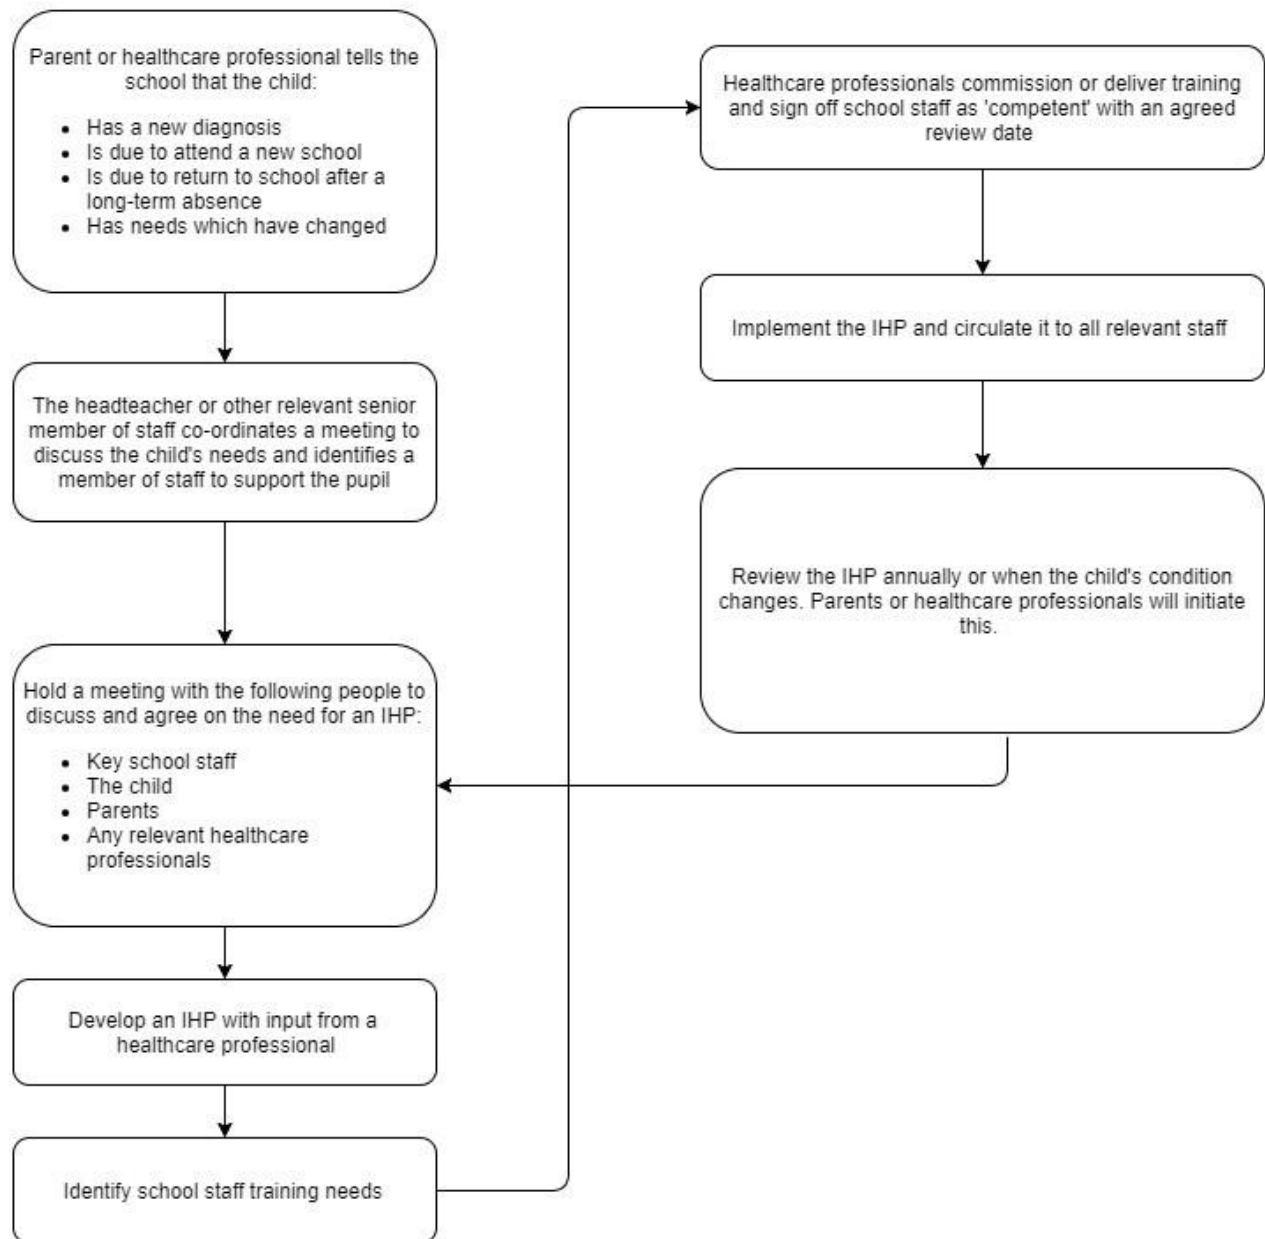 Parent or healthcare professional tells the
school that the child:
• Has a new diagnosis
• Is due to attend a new school
• Is due to return to school after a
long-term absence
• Has needs which have changed
The headteacher or other relevant senior
member of staff co-ordinates a meeting to
discuss the child's needs and identifies a
member of staff to support the pupil
Hold a meeting with the following people to
discuss and agree on the need for an IHP:
• Key school staff
• The child
• Parents
• Any relevant healthcare
professionals
Develop an IHP with input from a
healthcare professional
Identify school staff training needs
Healthcare professionals commission or deliver training
and sign off school staff as 'competent' with an agreed
review date
Implement the IHP and circulate it to all relevant staff
Review the IHP annually or when the child's condition
changes. Parents or healthcare professionals will initiate
this.